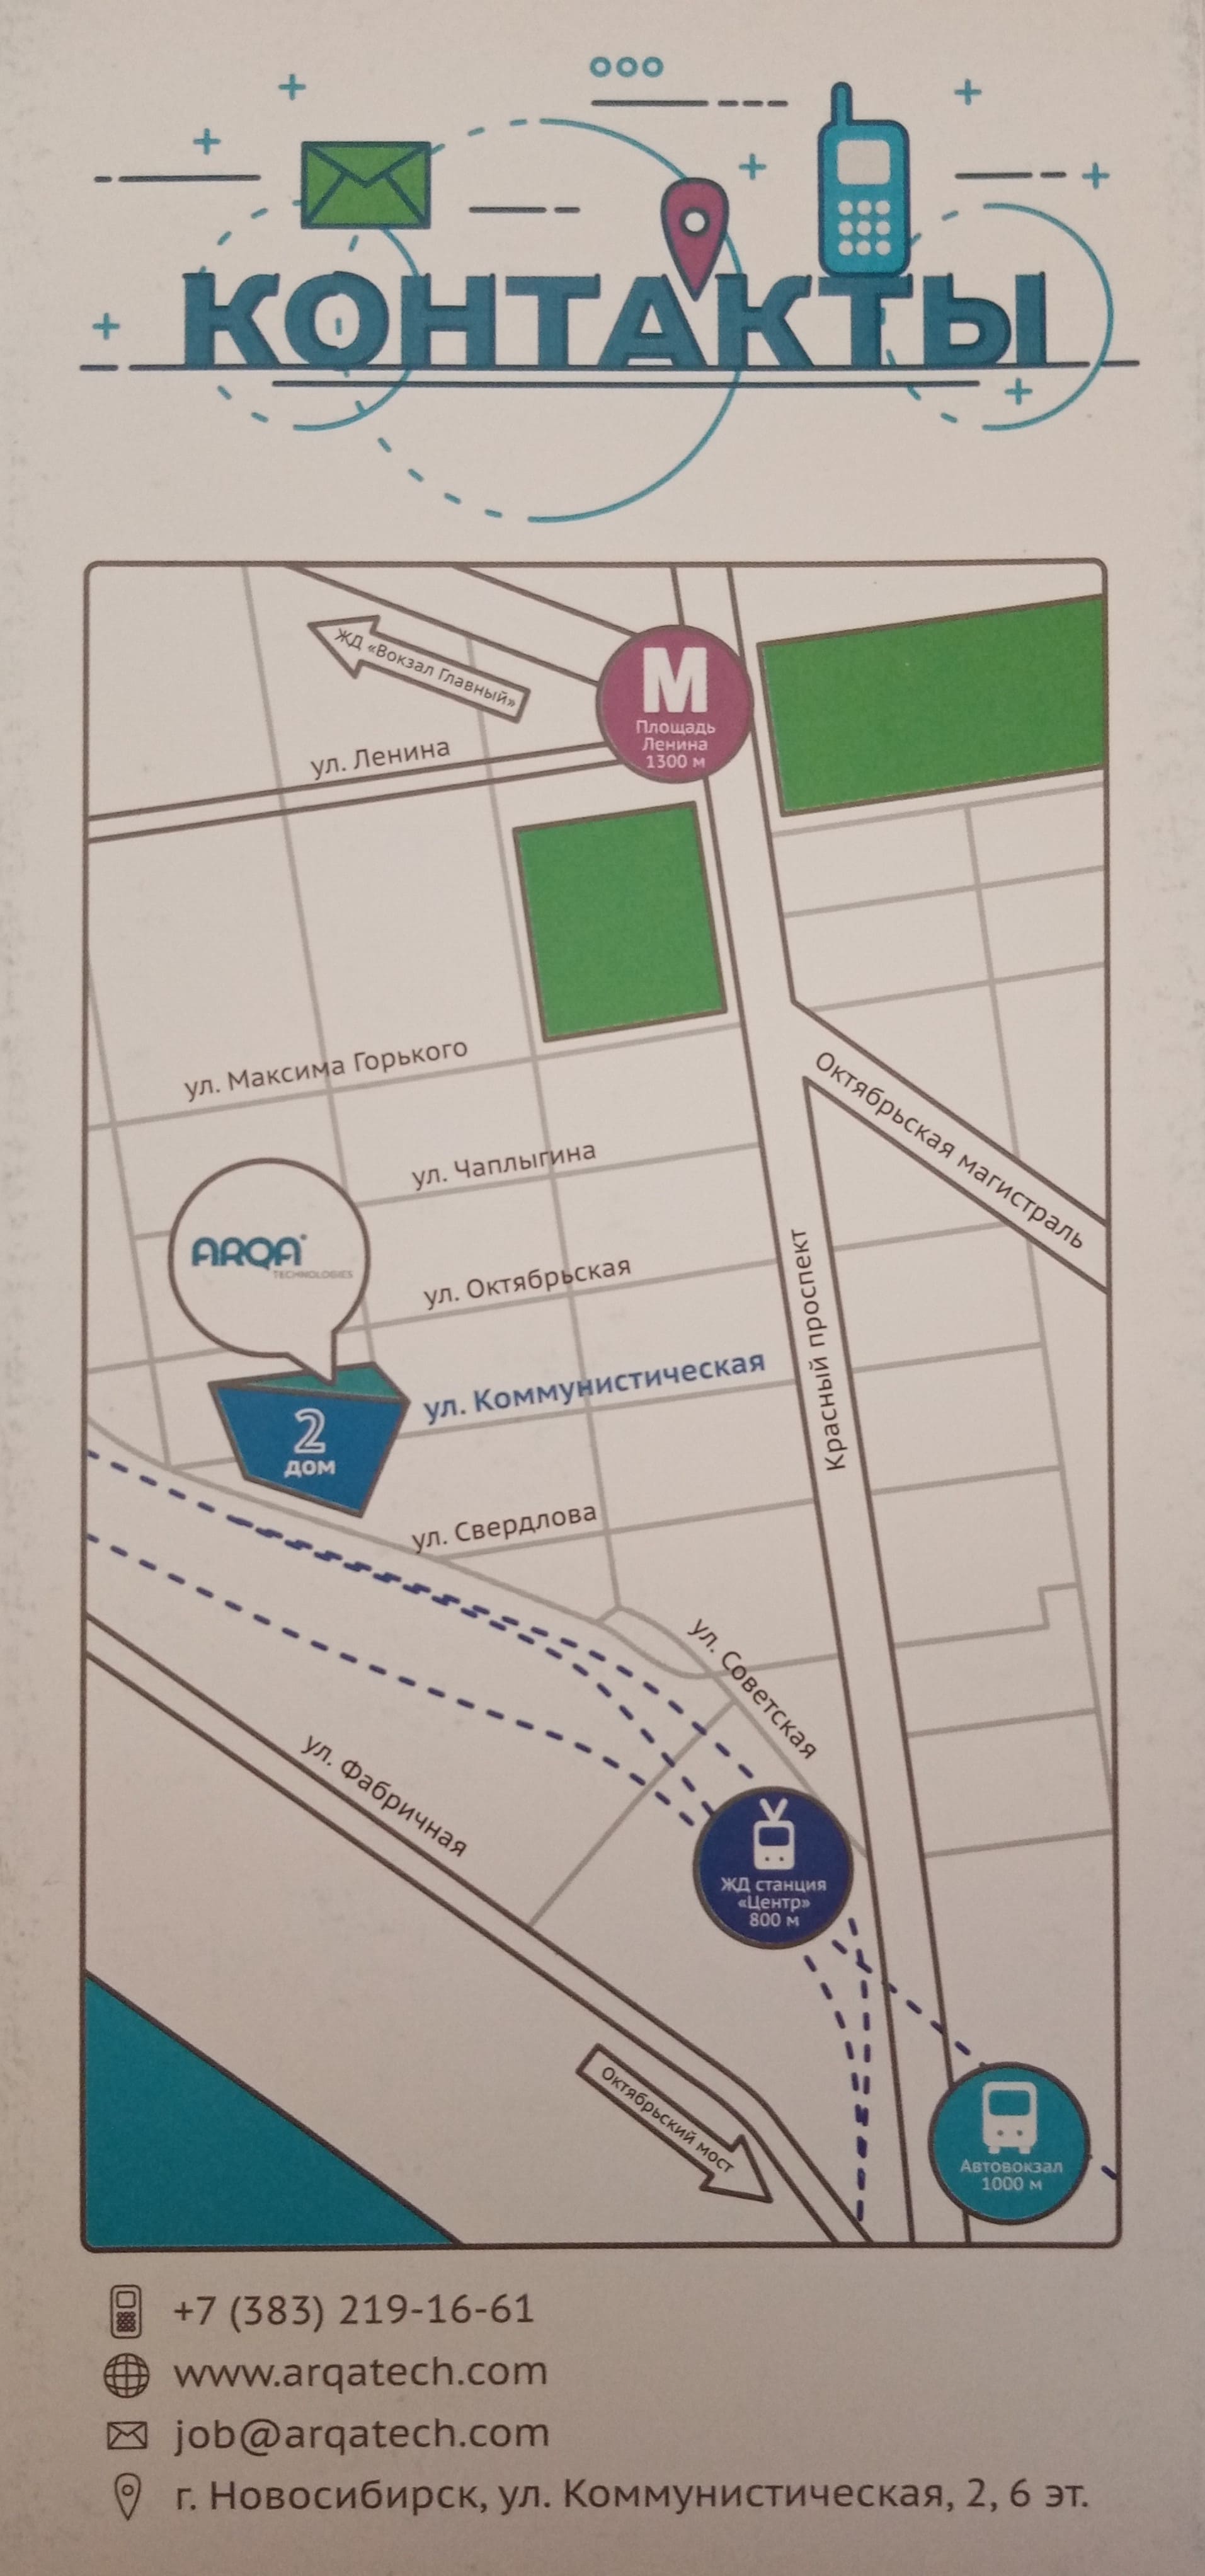 КОНТАКТЫ
ЖД «Вокзал Главный»
М
Площадь
Ленина
1300 м
ул. Ленина
ул. Максима Горького
Октябрьская магистраль
ул. Чаплыгина
ARQA
TECHNOLOGIES
ул. Октябрьская
Красный проспект
ул. Коммунистическая
2
дом
ул. Свердлова
ул. Советская
ул. Фабричная
ЖД станция
«Центр»
800 м
Октябрьский мост
Автовокзал
1000 м
+7 (383) 219-16-61
www.arqatech.com
job@arqatech.com
г. Новосибирск, ул. Коммунистическая, 2, 6 эт.